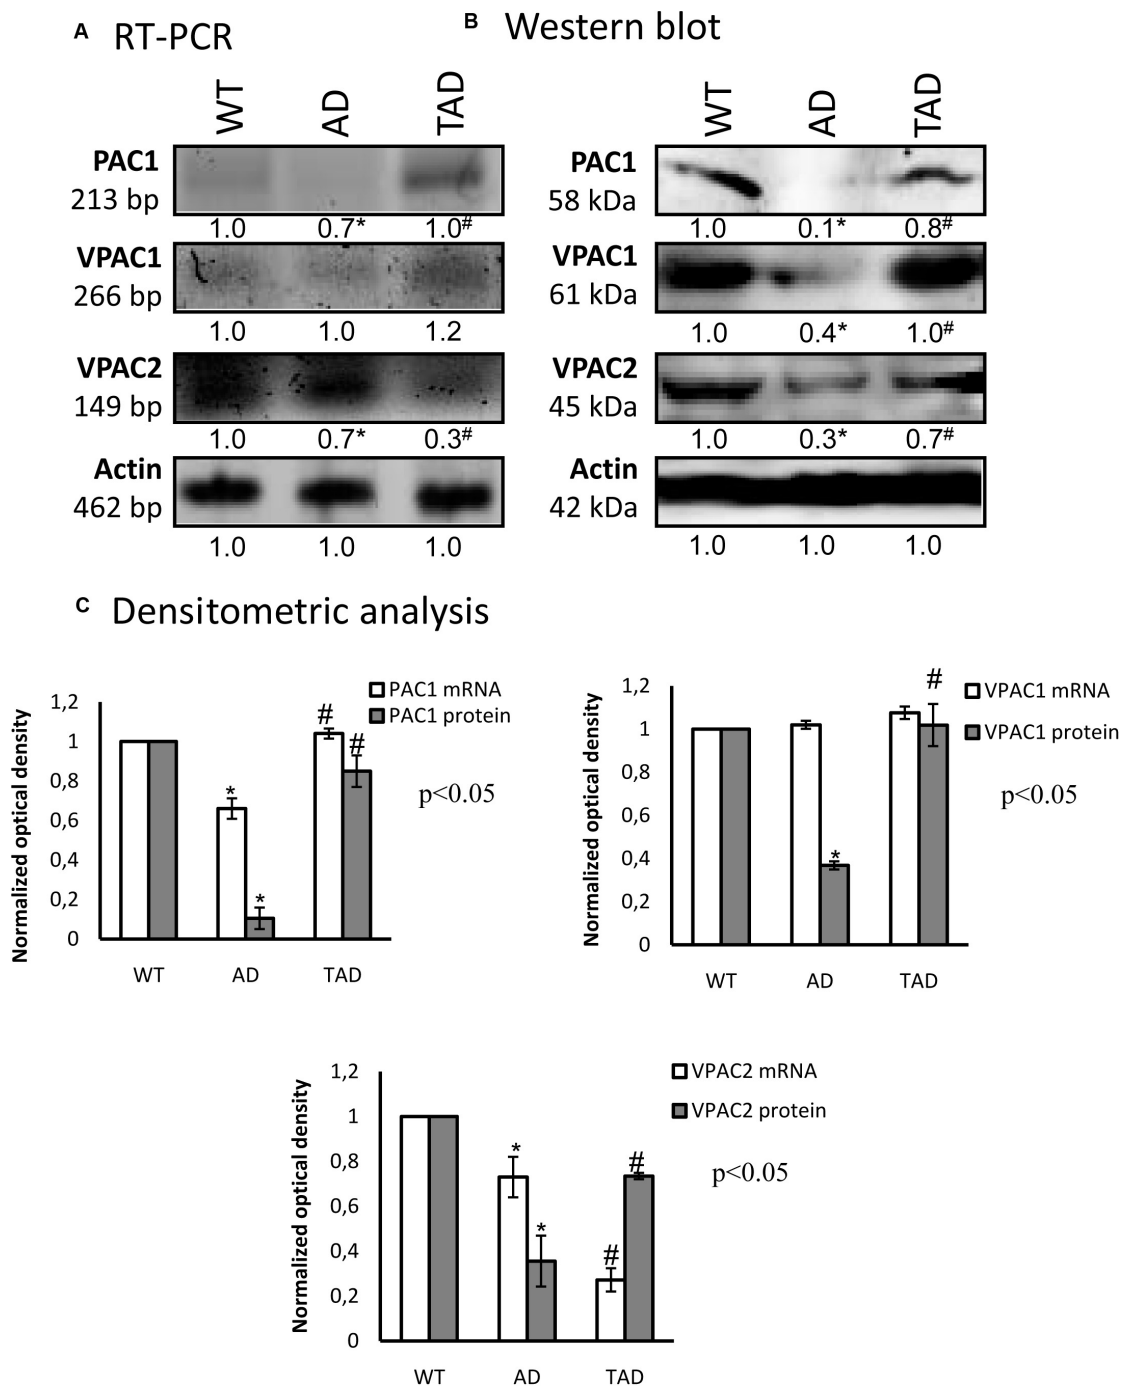 A RT-PCR
WT AD TAD
PAC1
213 bp
1.0 0.7* 1.0#
VPAC1
266 bp
1.0 1.0 1.2
VPAC2
149 bp
1.0 0.7* 0.3#
Actin
462 bp
1.0 1.0 1.0
B Western blot
WT AD TAD
PAC1
58 kDa
1.0 0.1* 0.8#
VPAC1
61 kDa
1.0 0.4* 1.0#
VPAC2
45 kDa
1.0 0.3* 0.7#
Actin
42 kDa
1.0 1.0 1.0
C Densitometric analysis
Normalized optical density
1,2
1
0,8
0,6
0,4
0,2
0
* * # #
WT AD TAD
PAC1 mRNA
PAC1 protein
p<0.05
Normalized optical density
1,2
1
0,8
0,6
0,4
0,2
0
* #
WT AD TAD
VPAC1 mRNA
VPAC1 protein
p<0.05
Normalized optical density
1,2
1
0,8
0,6
0,4
0,2
0
* * # #
WT AD TAD
VPAC2 mRNA
VPAC2 protein
p<0.05